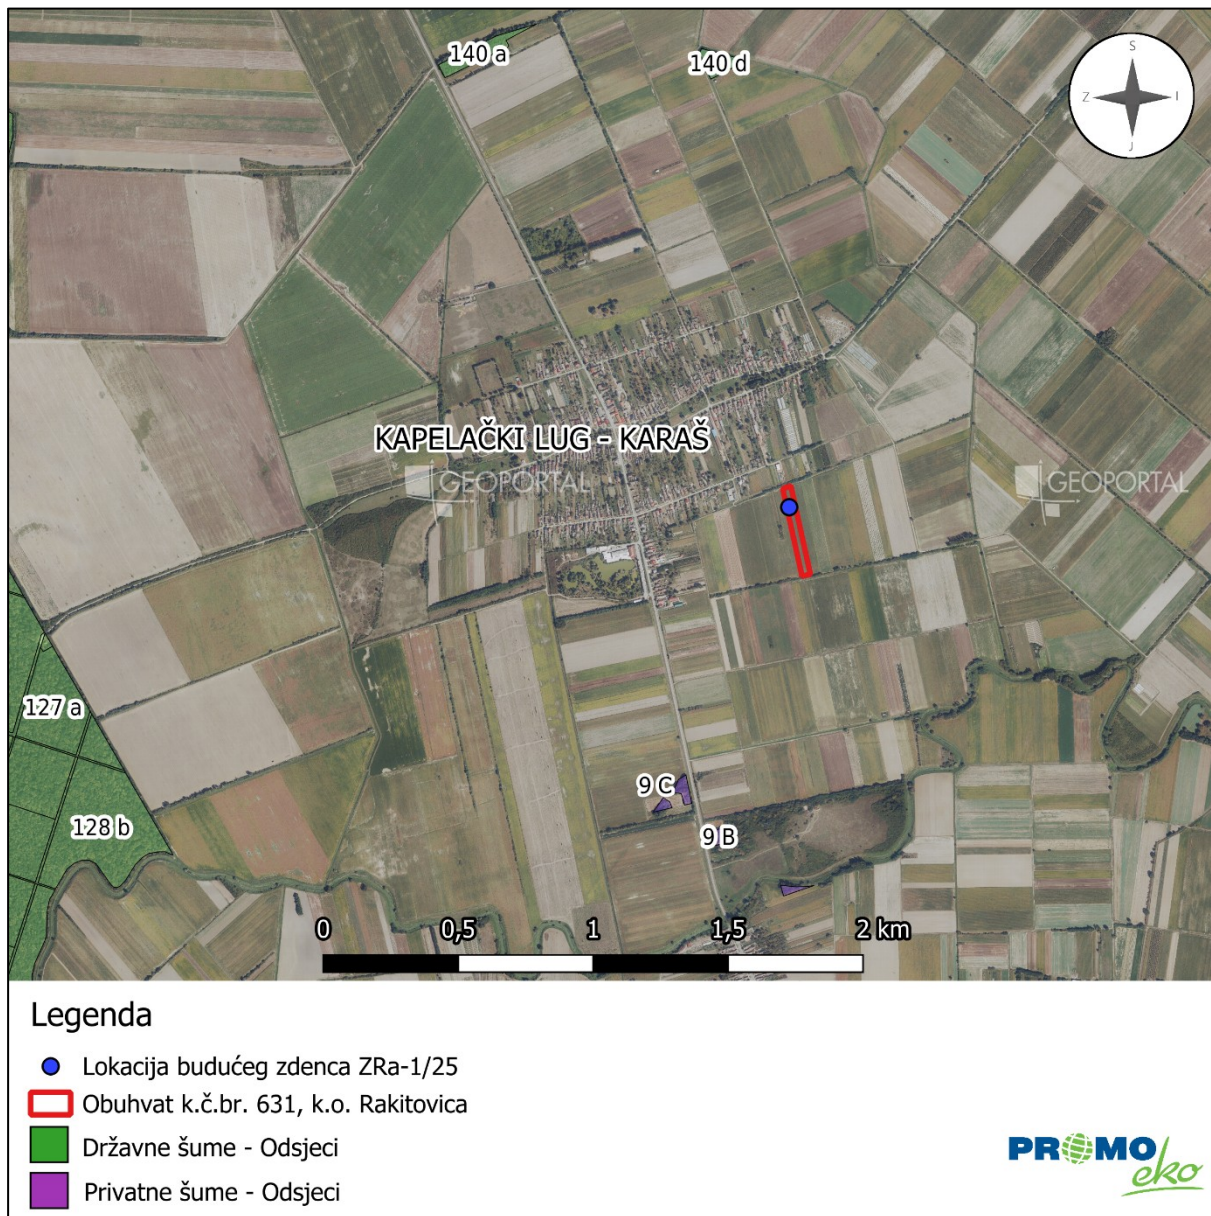 140 a
140 d
S
Z
I
J
KAPELAČKI LUG - KARAŠ
GEOPORTAL
GEOPORTAL
127 a
128 b
9 C
9 B
0
0,5
1
1,5
2 km
Legenda
Lokacija budućeg zdenca ZRa-1/25
Obuhvat k.č.br. 631, k.o. Rakitovica
Državne šume - Odsjeci
Privatne šume - Odsjeci
PROMO
eko